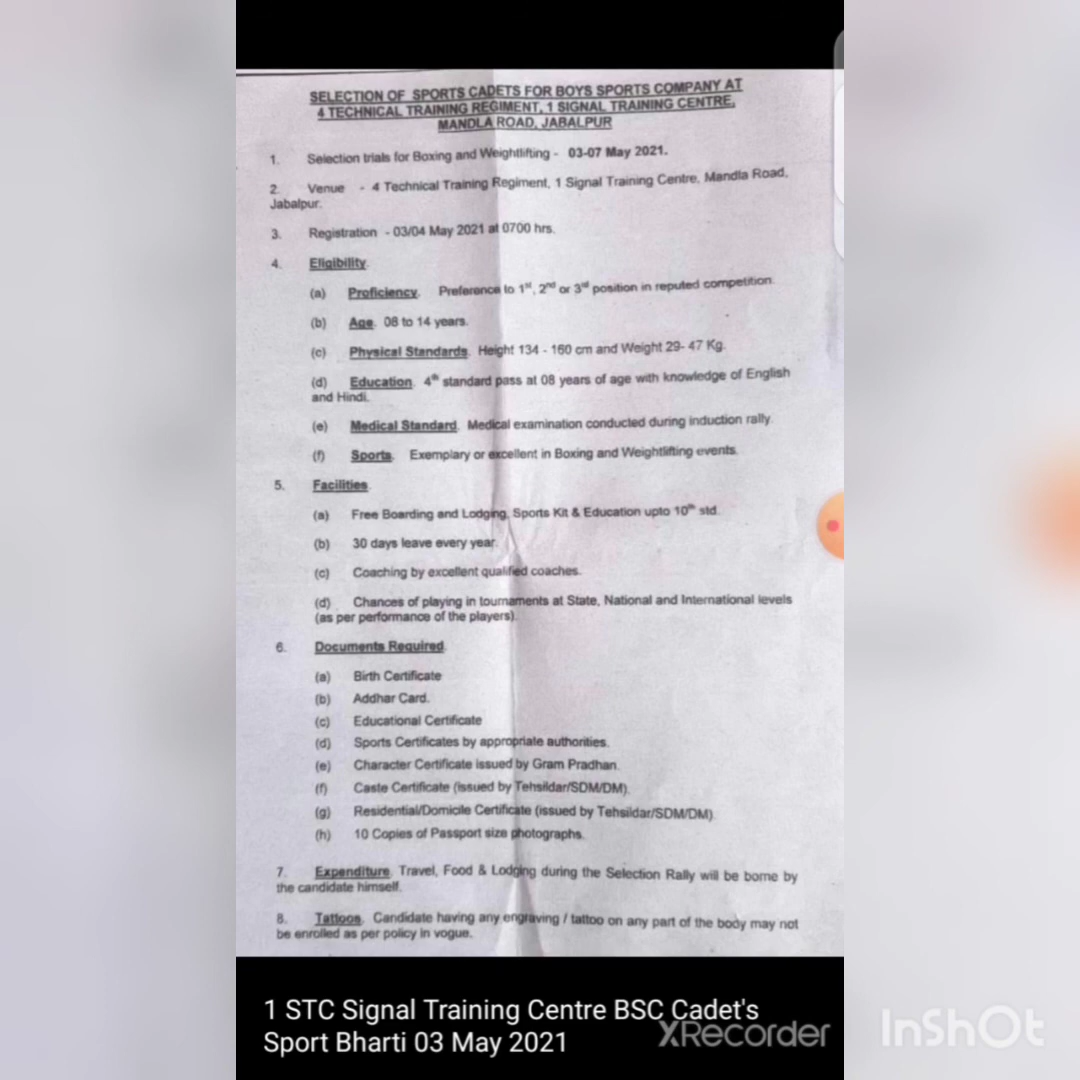 SELECTION OF SPORTS CADETS FOR BOYS SPORTS COMPANY AT
4 TECHNICAL TRAINING REGIMENT, 1 SIGNAL TRAINING CENTRE,
MANDLA ROAD, JABALPUR
1. Selection trials for Boxing and Weightlifting - 03-07 May 2021.
2. Venue - 4 Technical Training Regiment, 1 Signal Training Centre, Mandla Road,
Jabalpur.
3. Registration - 03/04 May 2021 at 0700 hrs.
4. Eligibility.
(a) Proficiency. Preference to 1st, 2nd or 3rd position in reputed competition.
(b) Age. 08 to 14 years.
(c) Physical Standards. Height 134 - 160 cm and Weight 29- 47 Kg.
(d) Education. 4th standard pass at 08 years of age with knowledge of English
and Hindi.
(e) Medical Standard. Medical examination conducted during induction rally.
(f) Sports. Exemplary or excellent in Boxing and Weightlifting events.
5. Facilities.
(a) Free Boarding and Lodging, Sports Kit & Education upto 10th std.
(b) 30 days leave every year.
(c) Coaching by excellent qualified coaches.
(d) Chances of playing in tournaments at State, National and International levels
(as per performance of the players).
6. Documents Required.
(a) Birth Certificate
(b) Addhar Card.
(c) Educational Certificate
(d) Sports Certificates by appropriate authorities.
(e) Character Certificate issued by Gram Pradhan.
(f) Caste Certificate (issued by Tehsildar/SDM/DM).
(g) Residential/Domicile Certificate (issued by Tehsildar/SDM/DM).
(h) 10 Copies of Passport size photographs.
7. Expenditure. Travel, Food & Lodging during the Selection Rally will be borne by
the candidate himself.
8. Tattoos. Candidate having any engraving / tattoo on any part of the body may not
be enrolled as per policy in vogue.
1 STC Signal Training Centre BSC Cadet's
Sport Bharti 03 May 2021
XRecorder
InShOt